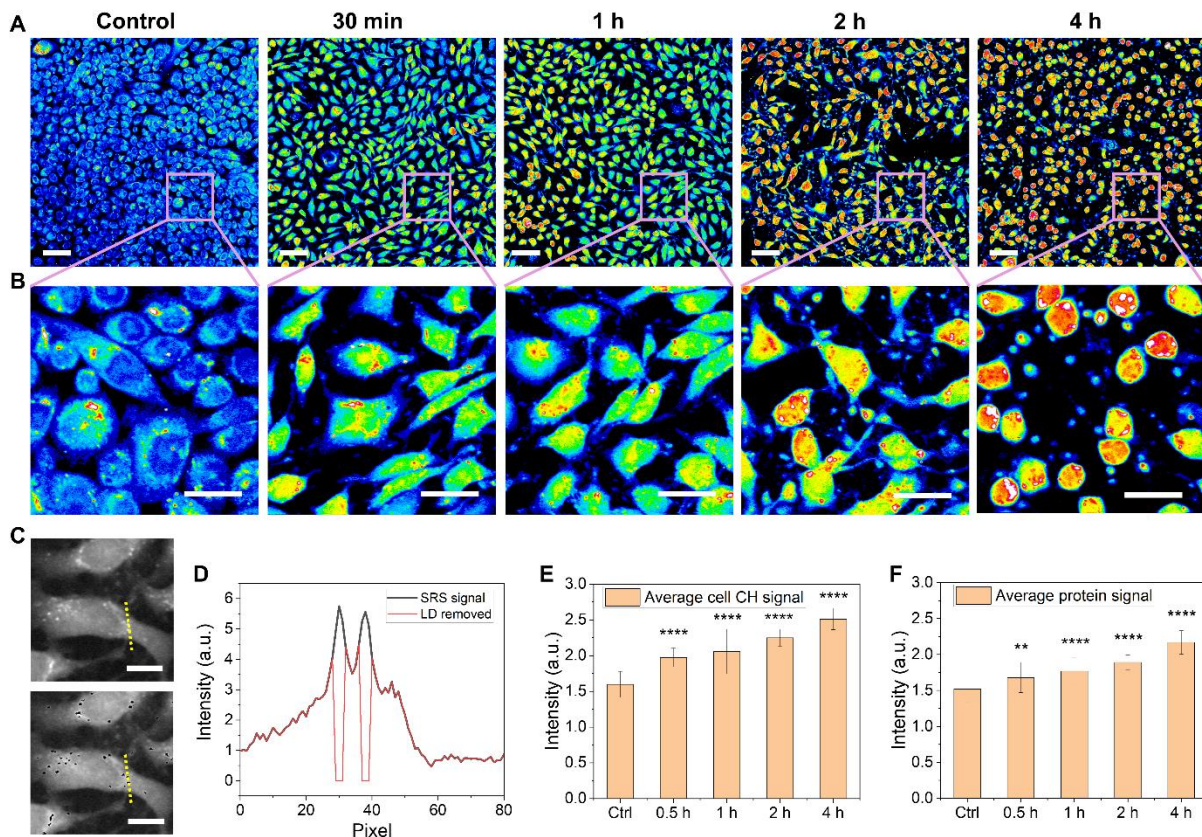 A
Control 30 min 1 h 2 h 4 h
B
C
D
SRS signal
LD removed
6
5
4
3
2
1
0
Intensity (a.u.)
0 20 40 60 80
Pixel
E
Average cell CH signal
3.0
2.5
2.0
1.5
1.0
0.5
0.0
Intensity (a.u.)
**** **** **** ****
Ctrl 0.5 h 1 h 2 h 4 h
F
Average protein signal
3.0
2.5
2.0
1.5
1.0
0.5
0.0
Intensity (a.u.)
** **** **** ****
Ctrl 0.5 h 1 h 2 h 4 h